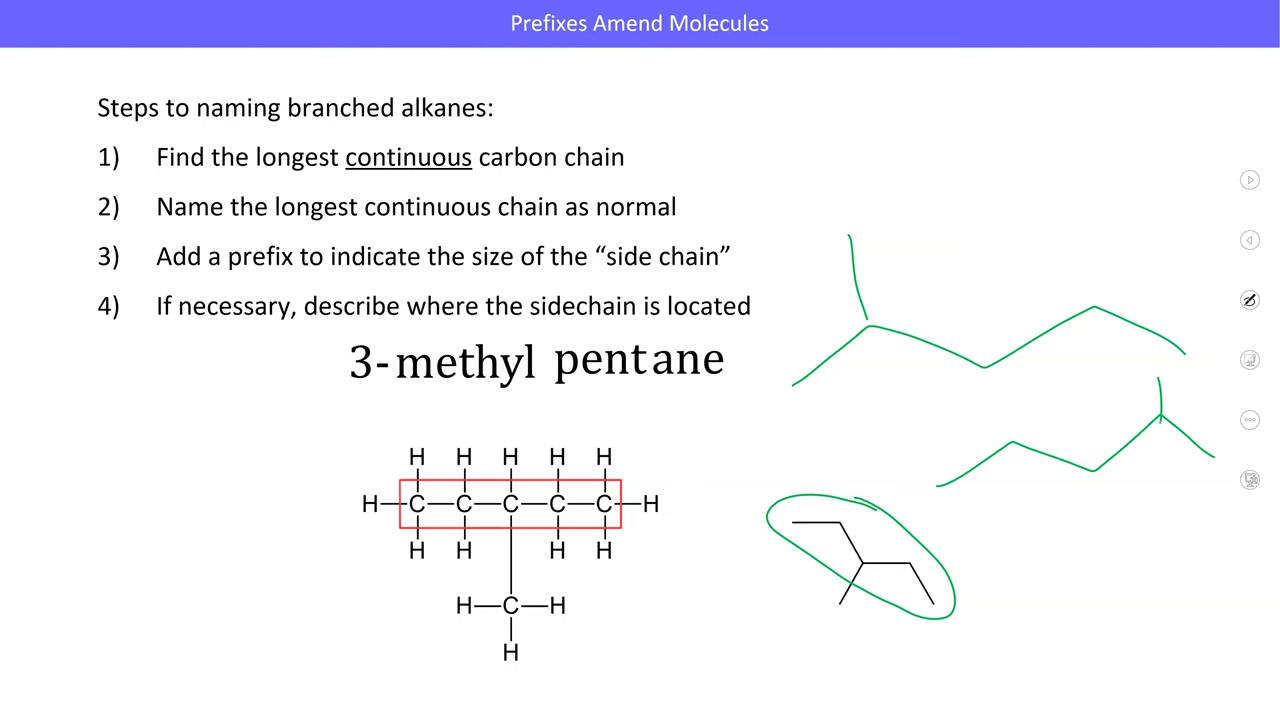 Prefixes Amend Molecules
Steps to naming branched alkanes:
1) Find the longest continuous carbon chain
2) Name the longest continuous chain as normal
3) Add a prefix to indicate the size of the “side chain”
4) If necessary, describe where the sidechain is located
3-methyl pentane
H H H H H
H C C C C C H
H H H H
H C H
H